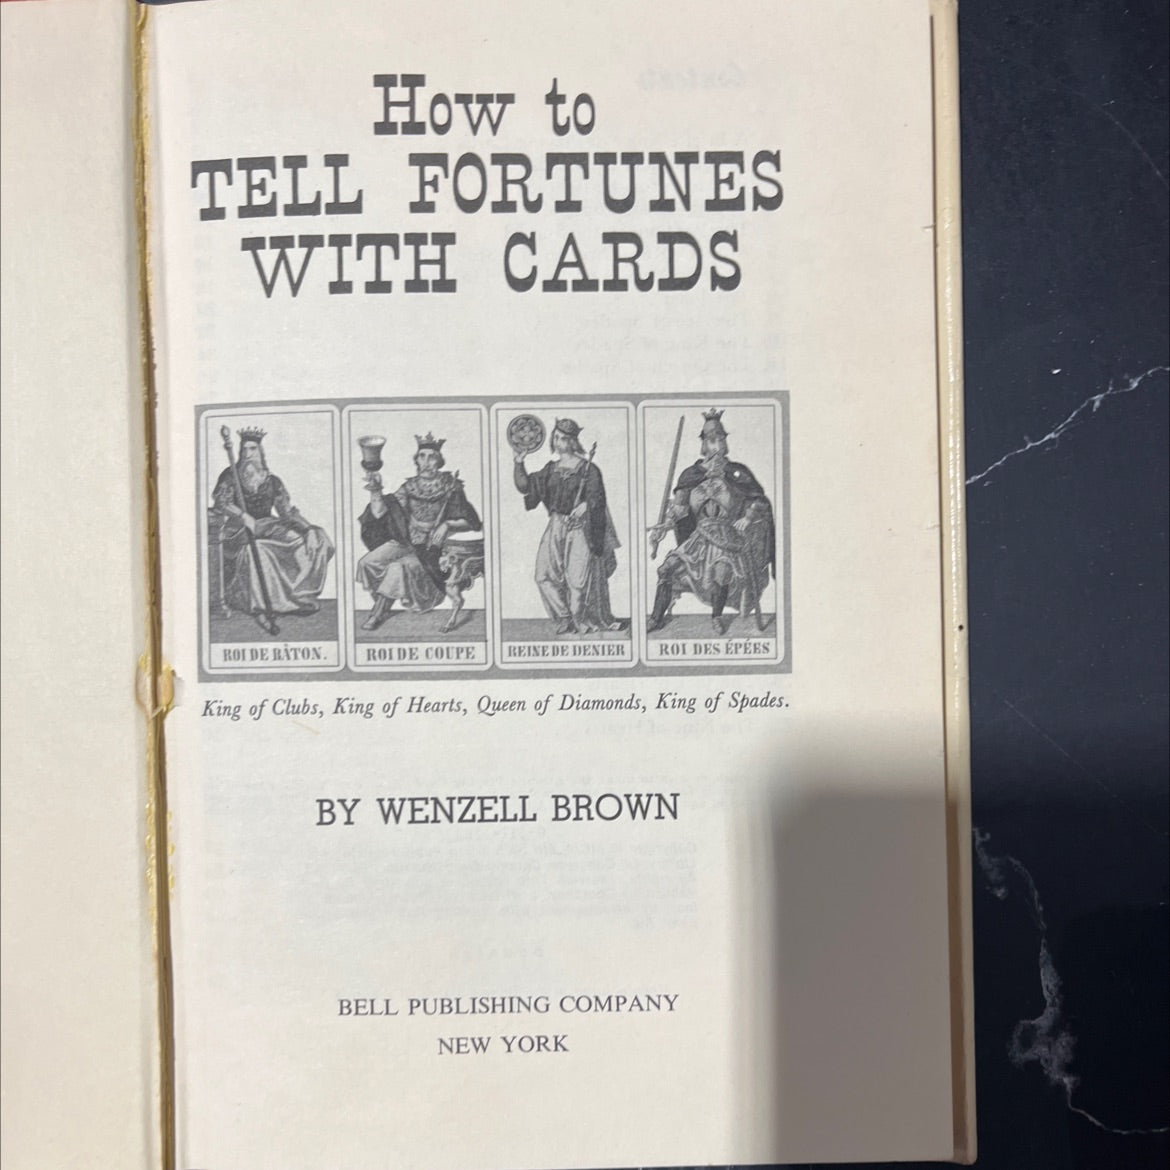 How to
TELL FORTUNES
WITH CARDS
ROI DE BÂTON.
ROI DE COUPE
REINE DE DENIER
ROI DES ÉPÉES
King of Clubs, King of Hearts, Queen of Diamonds, King of Spades.
BY WENZELL BROWN
BELL PUBLISHING COMPANY
NEW YORK